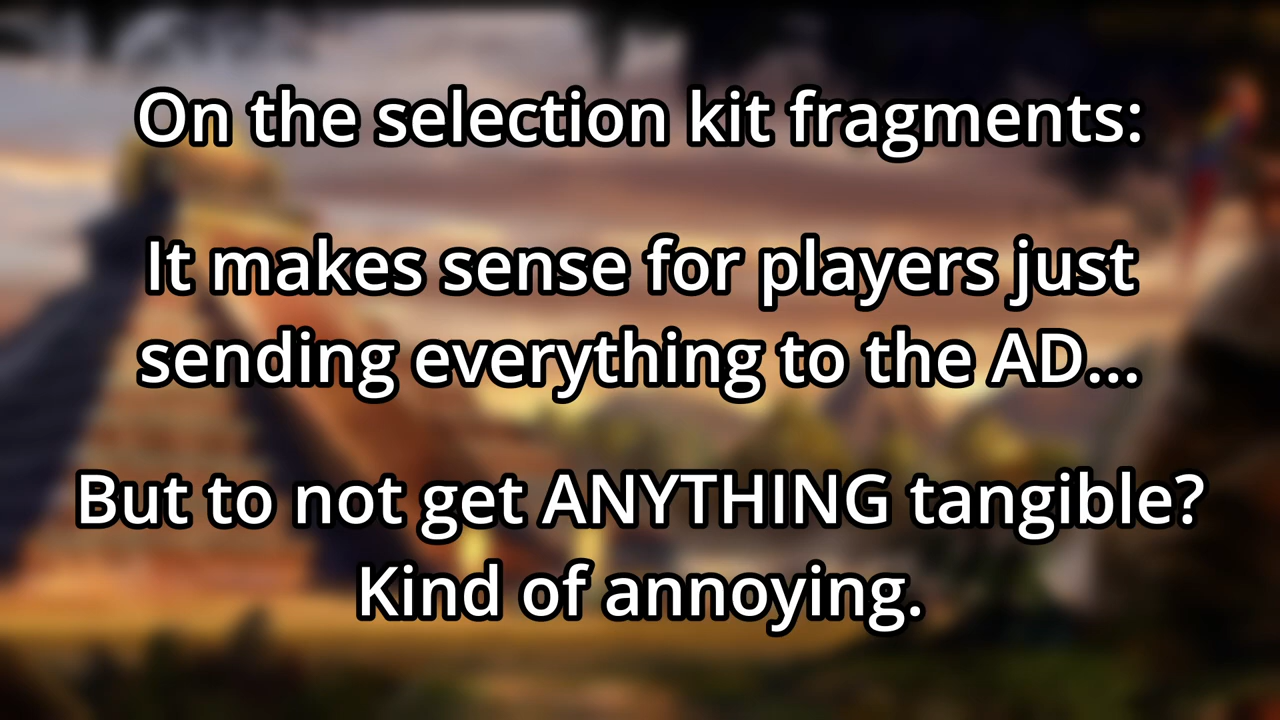 On the selection kit fragments:
It makes sense for players just
sending everything to the AD...
But to not get ANYTHING tangible?
Kind of annoying.